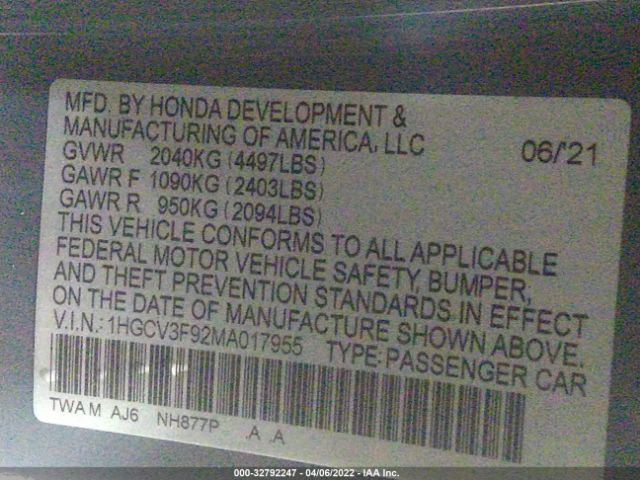 MFD. BY HONDA DEVELOPMENT &
MANUFACTURING OF AMERICA, LLC 06/'21
GVWR 2040KG (4497LBS)
GAWR F 1090KG (2403LBS)
GAWR R 950KG (2094LBS)
THIS VEHICLE CONFORMS TO ALL APPLICABLE
FEDERAL MOTOR VEHICLE SAFETY, BUMPER,
AND THEFT PREVENTION STANDARDS IN EFFECT
ON THE DATE OF MANUFACTURE SHOWN ABOVE.
V.I.N.: 1HGCV3F92MA017955 TYPE:PASSENGER CAR
TWA M AJ6 NH877P .A .A
000-32792247 - 04/06/2022 - IAA Inc.